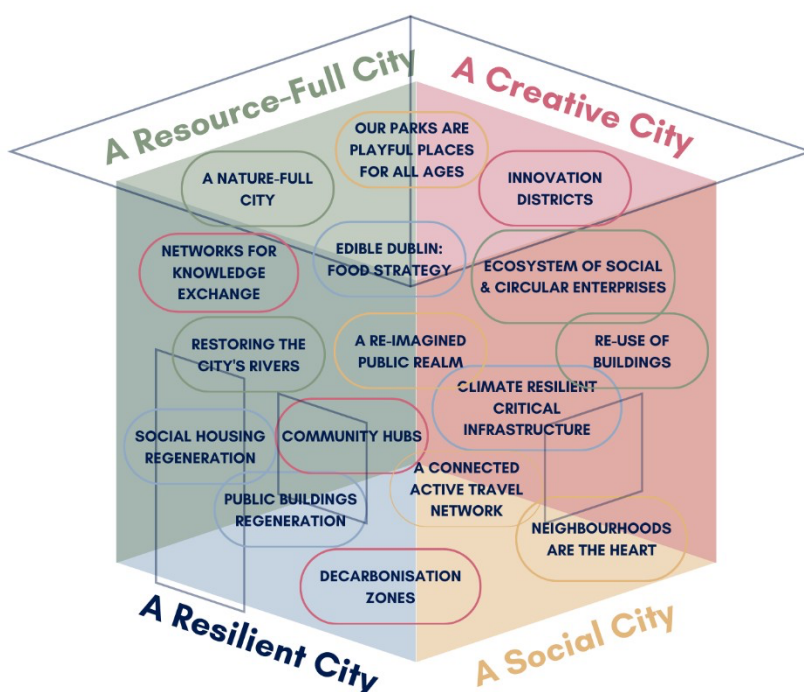 A Resource-Full City
A Creative City
OUR PARKS ARE
PLAYFUL PLACES
FOR ALL AGES
A NATURE-FULL
CITY
INNOVATION
DISTRICTS
NETWORKS FOR
KNOWLEDGE
EXCHANGE
EDIBLE DUBLIN:
FOOD STRATEGY
ECOSYSTEM OF SOCIAL
& CIRCULAR ENTERPRISES
RESTORING THE
CITY'S RIVERS
A RE-IMAGINED
PUBLIC REALM
RE-USE OF
BUILDINGS
CLIMATE RESILIENT
CRITICAL
INFRASTRUCTURE
SOCIAL HOUSING
REGENERATION
COMMUNITY HUBS
A CONNECTED
ACTIVE TRAVEL
NETWORK
PUBLIC BUILDINGS
REGENERATION
NEIGHBOURHOODS
ARE THE HEART
DECARBONISATION
ZONES
A Resilient City
A Social City